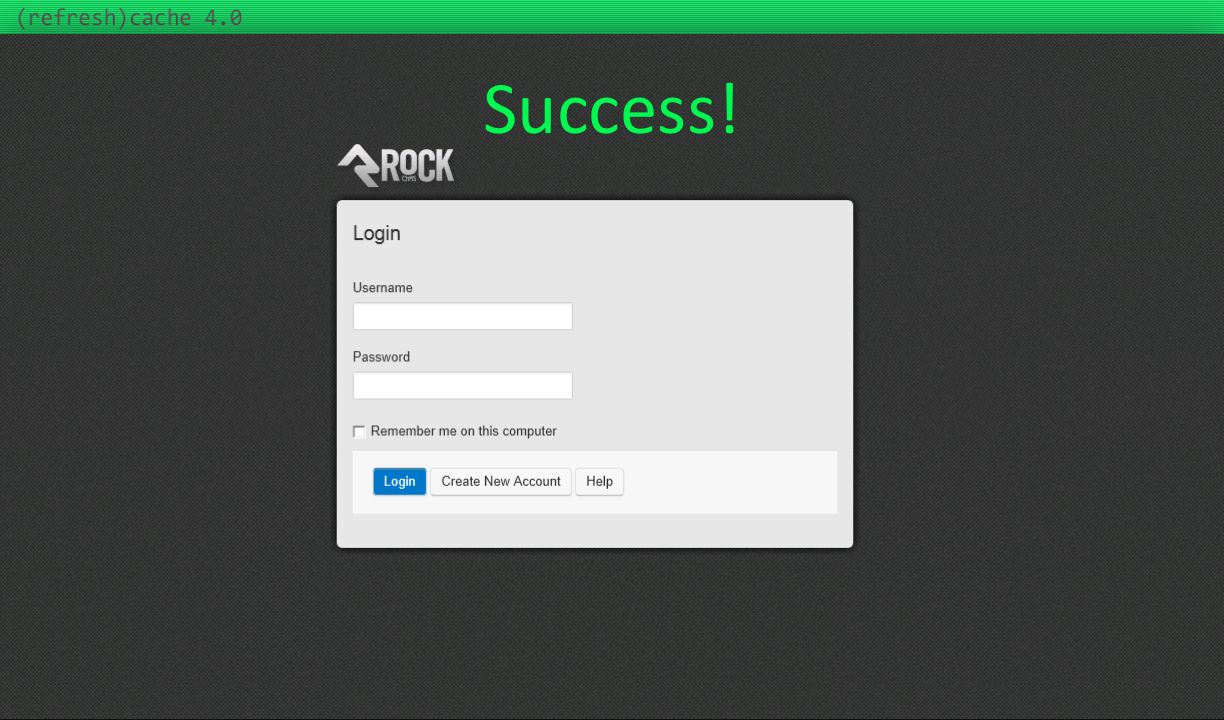 (refresh)cache 4.0
Success!
ROCK
ChMS
Login
Username
Password
Remember me on this computer
Login Create New Account Help